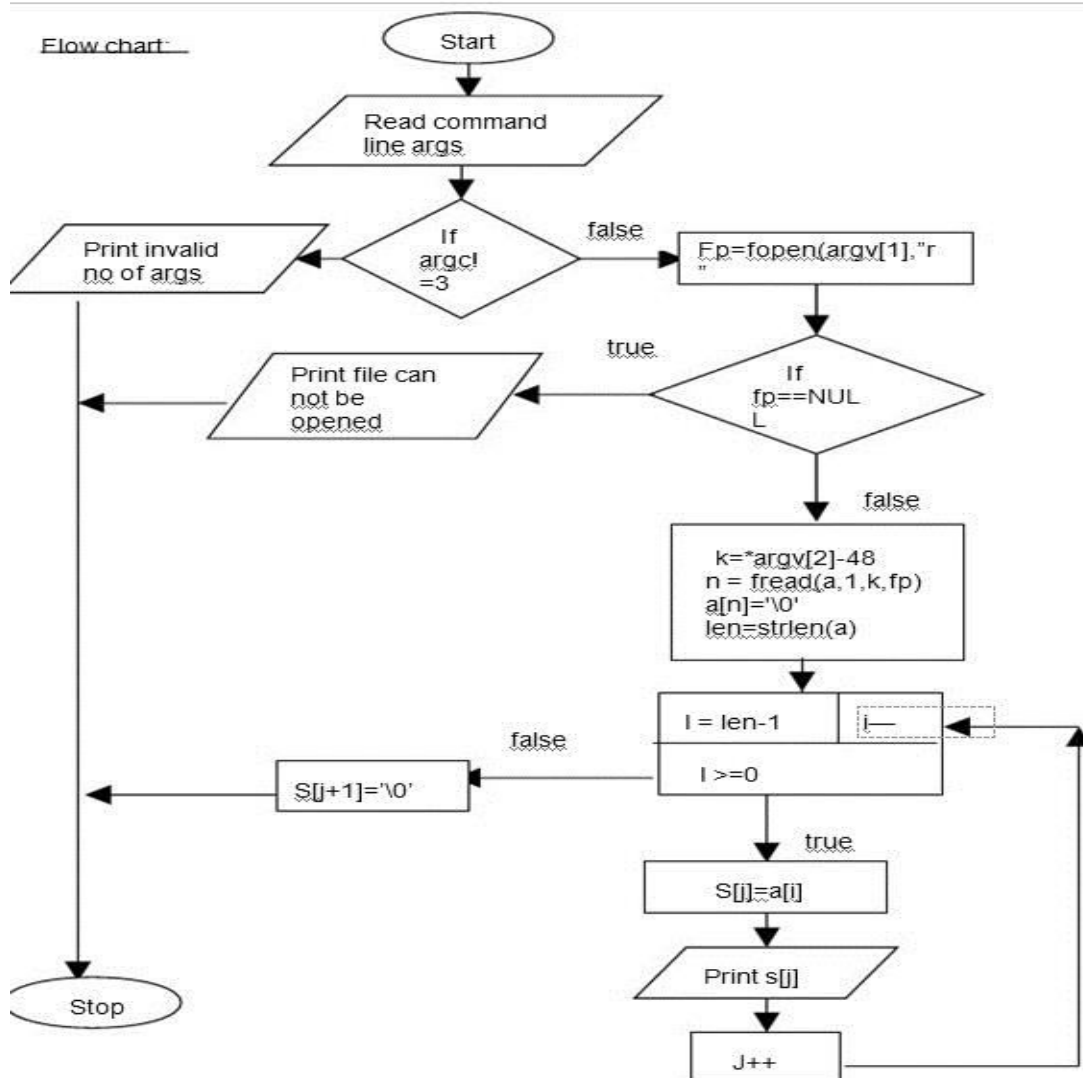 Flow chart:
Start
Read command
line args
If
argc!
=3
false
Print invalid
no of args
Fp=fopen(argv[1],"r
"
true
If
fp==NUL
L
Print file can
not be
opened
false
k=*argv[2]-48
n = fread(a,1,k,fp)
a[n]='\0'
len=strlen(a)
I = len-1
i—
I >=0
false
S[j+1]='\0'
true
S[j]=a[i]
Print s[j]
J++
Stop